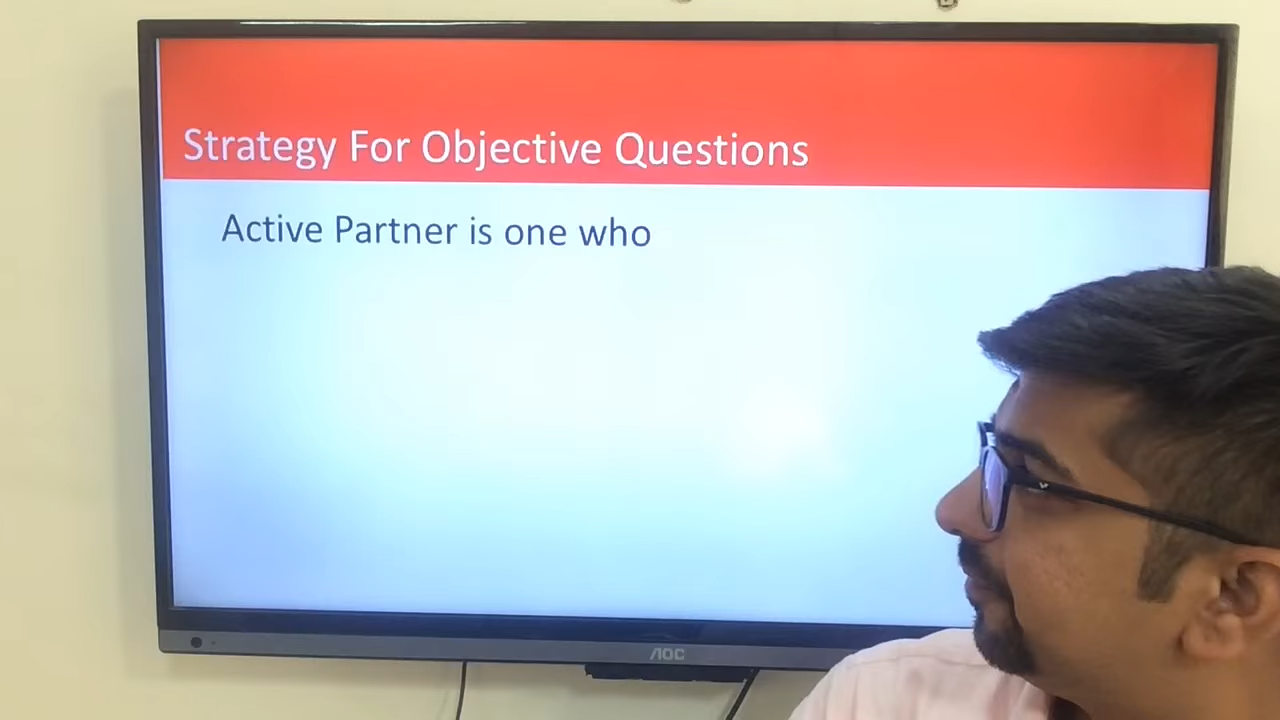 Strategy For Objective Questions
Active Partner is one who
AOC